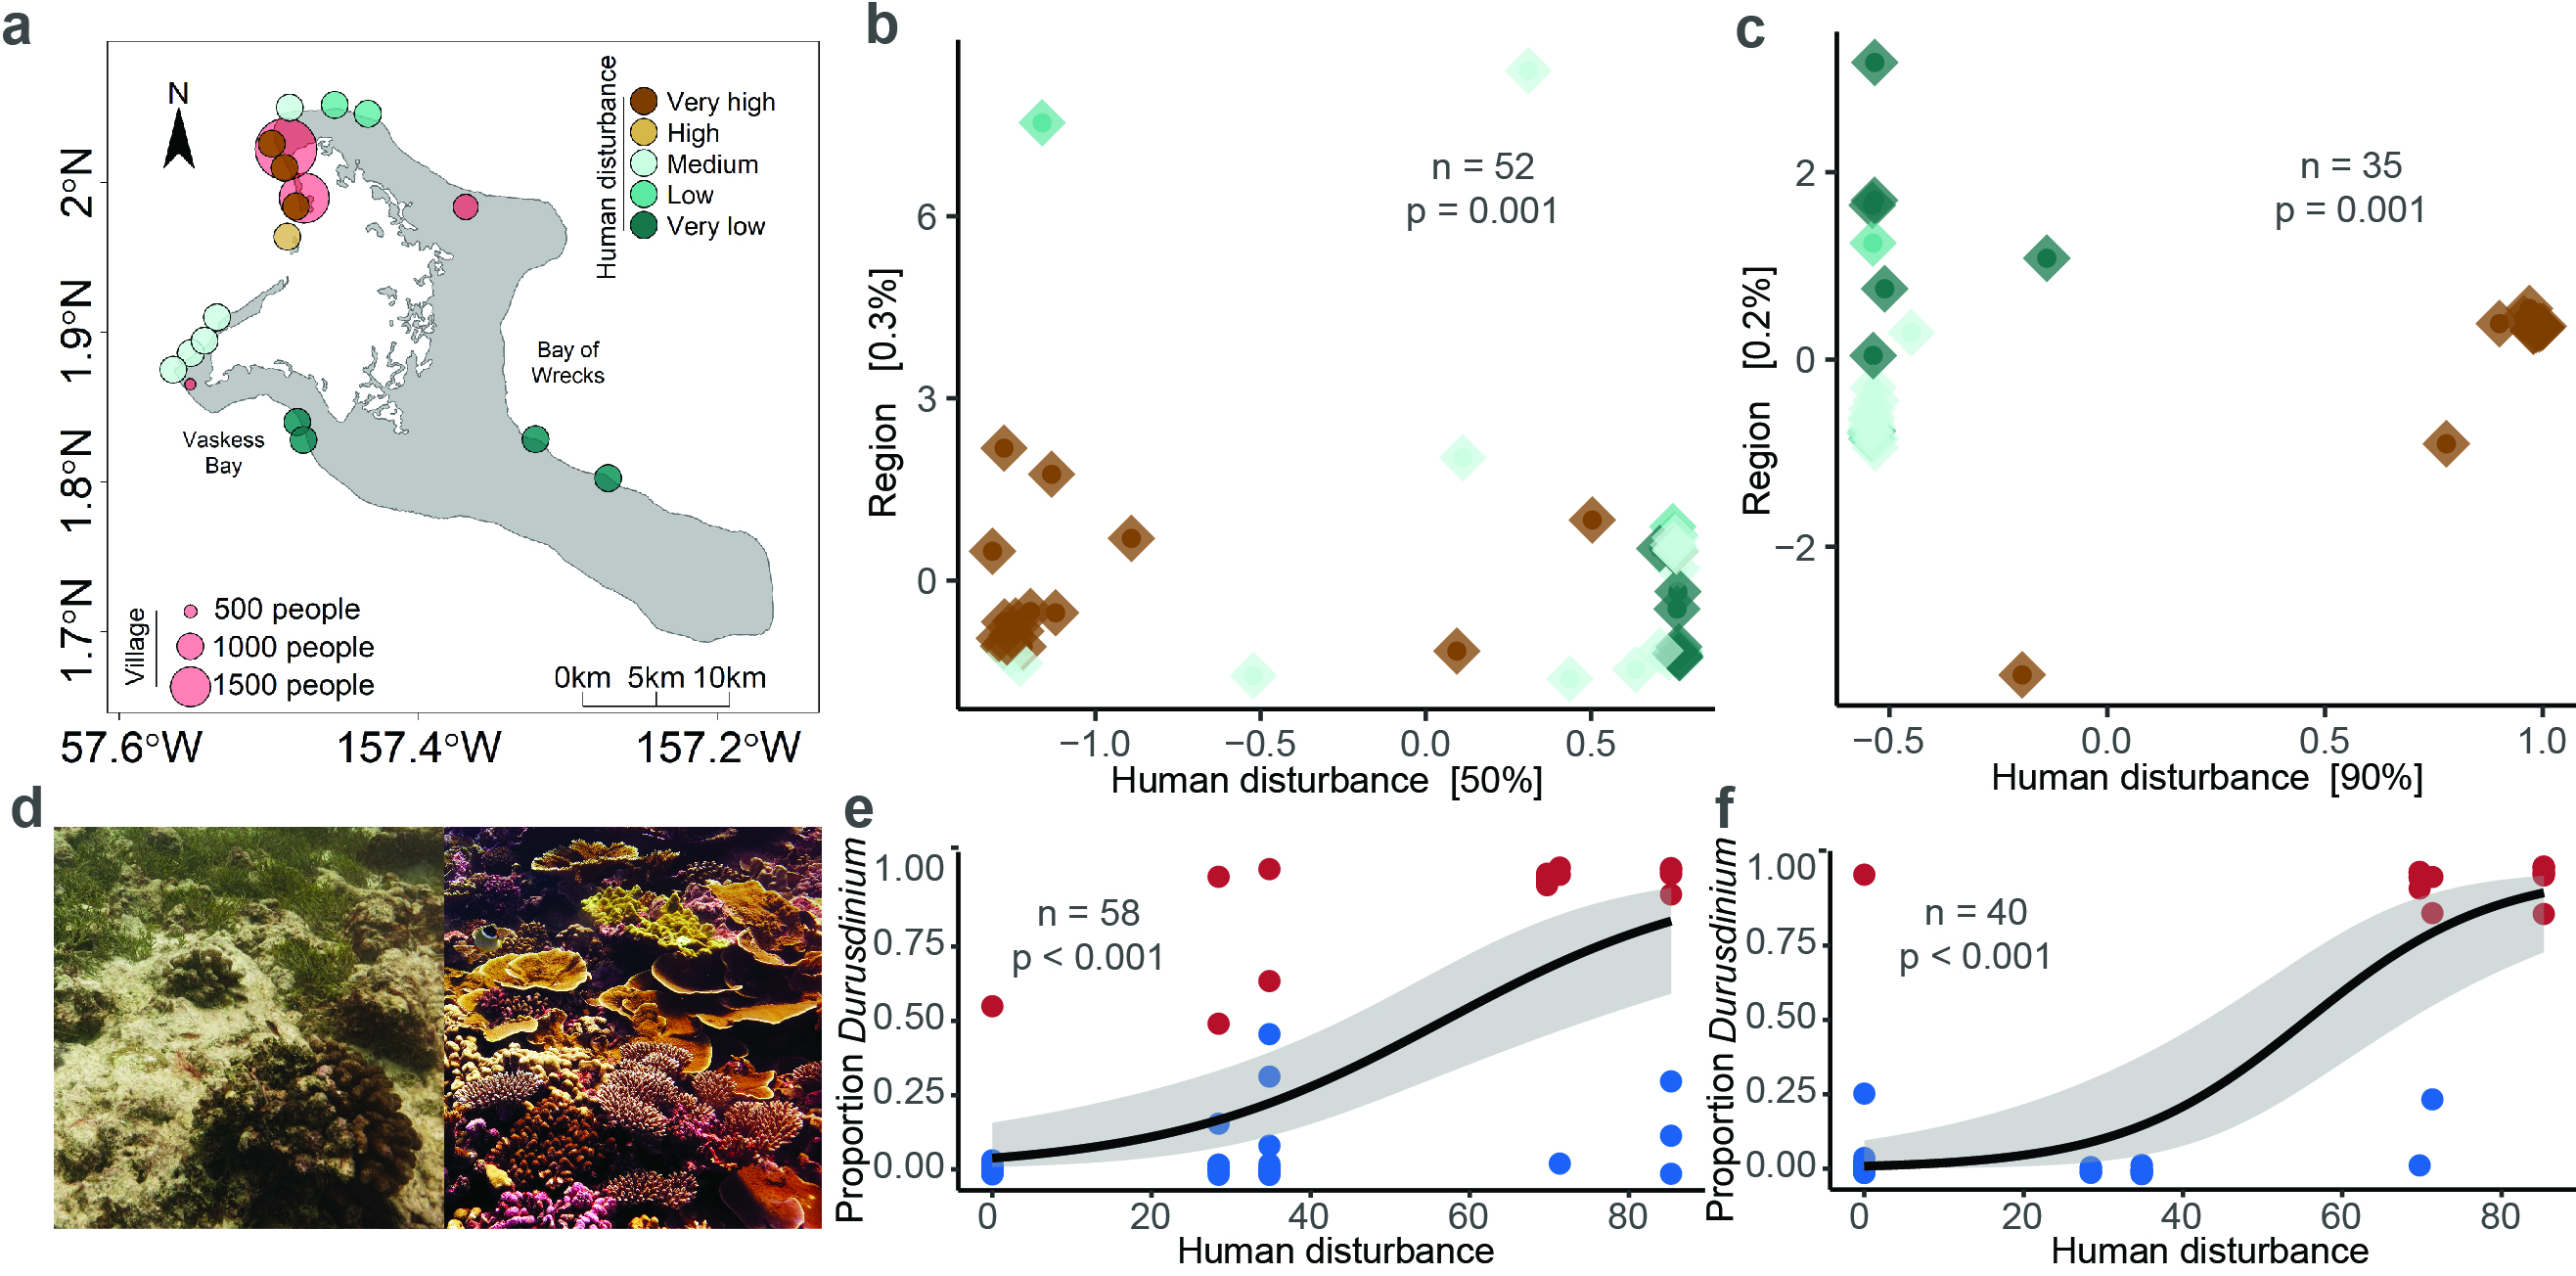 a
N
Human disturbance
Very high
High
Medium
Low
Very low
2°N
1.9°N
1.8°N
1.7°N
Bay of
Wrecks
Vaskess
Bay
Village
500 people
1000 people
1500 people
0km 5km 10km
57.6°W 157.4°W 157.2°W
b
n = 52
p = 0.001
Region [0.3%]
6
3
0
−1.0 −0.5 0.0 0.5
Human disturbance [50%]
c
n = 35
p = 0.001
Region [0.2%]
2
0
−2
−0.5 0.0 0.5 1.0
Human disturbance [90%]
d
e
n = 58
p < 0.001
Proportion Durusdinium
1.00
0.75
0.50
0.25
0.00
0 20 40 60 80
Human disturbance
f
n = 40
p < 0.001
Proportion Durusdinium
1.00
0.75
0.50
0.25
0.00
0 20 40 60 80
Human disturbance